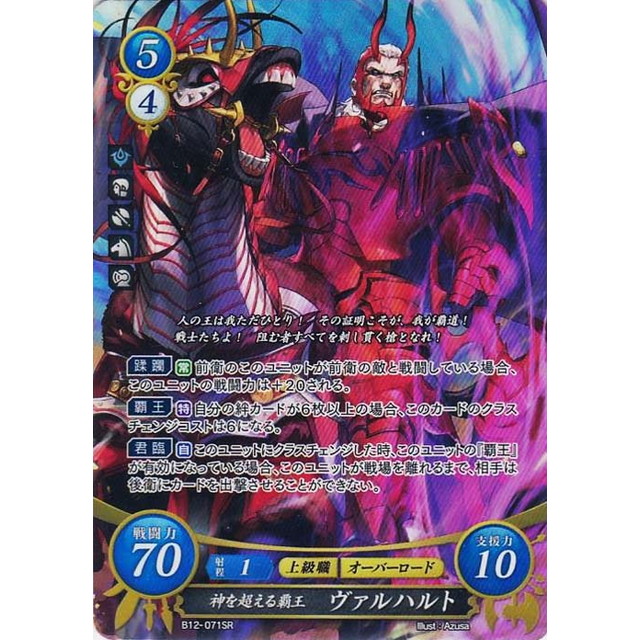 5
4
人の王は我ただひとり! その証明こそが、我が覇道!
戦士たちよ! 阻む者すべてを刺し貫く槍となれ!
蹂躙 常 前衛のこのユニットが前衛の敵と戦闘している場合、
このユニットの戦闘力は+20される。
覇王 特 自分の絆カードが6枚以上の場合、このカードのクラス
チェンジコストは6になる。
君臨 自 このユニットにクラスチェンジした時、このユニットの『覇王』
が有効になっている場合、このユニットが戦場を離れるまで、相手は
後衛にカードを出撃させることができない。
戦闘力 70
射程 1
上級職
オーバーロード
支援力 10
神を超える覇王 ヴァルハルト
B12-071SR
Illust : Azusa